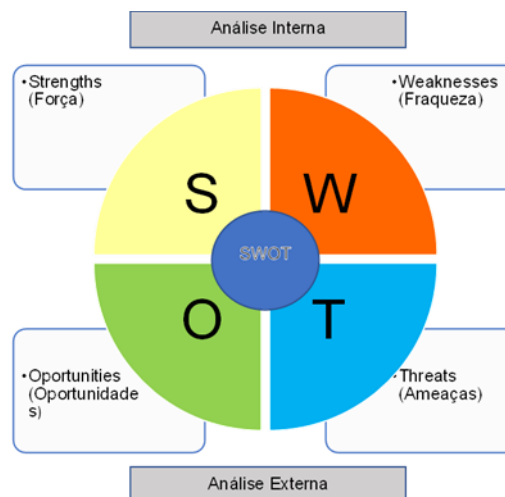 Análise Interna
•Strengths
(Força)
•Weaknesses
(Fraqueza)
S
W
SWOT
O
T
•Oportunities
(Oportunidade
s)
•Threats
(Ameaças)
Análise Externa